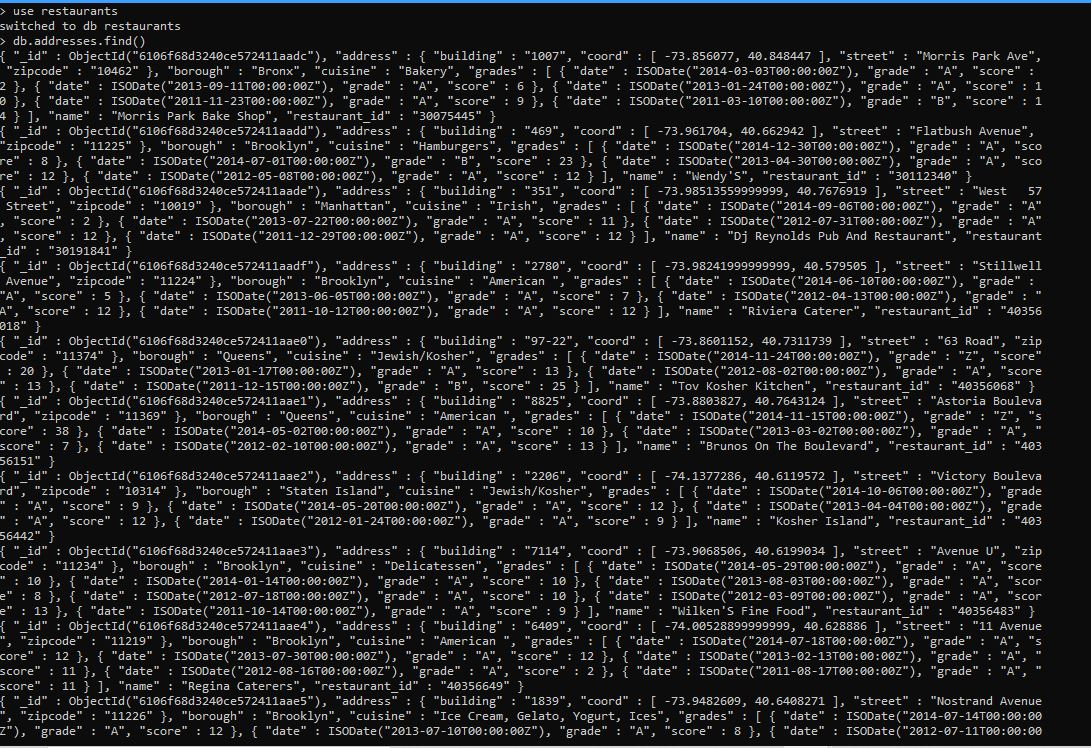 > use restaurants
switched to db restaurants
> db.addresses.find()
{ "_id" : ObjectId("6106f68d3240ce572411aadc"), "address" : { "building" : "1007", "coord" : [ -73.856077, 40.848447 ], "street" : "Morris Park Ave",
 "zipcode" : "10462" }, "borough" : "Bronx", "cuisine" : "Bakery", "grades" : [ { "date" : ISODate("2014-03-03T00:00:00Z"), "grade" : "A", "score" :
2 }, { "date" : ISODate("2013-09-11T00:00:00Z"), "grade" : "A", "score" : 6 }, { "date" : ISODate("2013-01-24T00:00:00Z"), "grade" : "A", "score" : 1
0 }, { "date" : ISODate("2011-11-23T00:00:00Z"), "grade" : "A", "score" : 9 }, { "date" : ISODate("2011-03-10T00:00:00Z"), "grade" : "B", "score" : 1
4 } ], "name" : "Morris Park Bake Shop", "restaurant_id" : "30075445" }
{ "_id" : ObjectId("6106f68d3240ce572411aadd"), "address" : { "building" : "469", "coord" : [ -73.961704, 40.662942 ], "street" : "Flatbush Avenue",
"zipcode" : "11225" }, "borough" : "Brooklyn", "cuisine" : "Hamburgers", "grades" : [ { "date" : ISODate("2014-12-30T00:00:00Z"), "grade" : "A", "sco
re" : 8 }, { "date" : ISODate("2014-07-01T00:00:00Z"), "grade" : "B", "score" : 23 }, { "date" : ISODate("2013-04-30T00:00:00Z"), "grade" : "A", "sco
re" : 12 }, { "date" : ISODate("2012-05-08T00:00:00Z"), "grade" : "A", "score" : 12 } ], "name" : "Wendy'S", "restaurant_id" : "30112340" }
{ "_id" : ObjectId("6106f68d3240ce572411aade"), "address" : { "building" : "351", "coord" : [ -73.98513559999999, 40.7676919 ], "street" : "West   57
 Street", "zipcode" : "10019" }, "borough" : "Manhattan", "cuisine" : "Irish", "grades" : [ { "date" : ISODate("2014-09-06T00:00:00Z"), "grade" : "A"
, "score" : 2 }, { "date" : ISODate("2013-07-22T00:00:00Z"), "grade" : "A", "score" : 11 }, { "date" : ISODate("2012-07-31T00:00:00Z"), "grade" : "A"
, "score" : 12 }, { "date" : ISODate("2011-12-29T00:00:00Z"), "grade" : "A", "score" : 12 } ], "name" : "Dj Reynolds Pub And Restaurant", "restaurant
_id" : "30191841" }
{ "_id" : ObjectId("6106f68d3240ce572411aadf"), "address" : { "building" : "2780", "coord" : [ -73.98241999999999, 40.579505 ], "street" : "Stillwell
 Avenue", "zipcode" : "11224" }, "borough" : "Brooklyn", "cuisine" : "American ", "grades" : [ { "date" : ISODate("2014-06-10T00:00:00Z"), "grade" :
"A", "score" : 5 }, { "date" : ISODate("2013-06-05T00:00:00Z"), "grade" : "A", "score" : 7 }, { "date" : ISODate("2012-04-13T00:00:00Z"), "grade" : "
A", "score" : 12 }, { "date" : ISODate("2011-10-12T00:00:00Z"), "grade" : "A", "score" : 12 } ], "name" : "Riviera Caterer", "restaurant_id" : "40356
018" }
{ "_id" : ObjectId("6106f68d3240ce572411aae0"), "address" : { "building" : "97-22", "coord" : [ -73.8601152, 40.7311739 ], "street" : "63 Road", "zip
code" : "11374" }, "borough" : "Queens", "cuisine" : "Jewish/Kosher", "grades" : [ { "date" : ISODate("2014-11-24T00:00:00Z"), "grade" : "Z", "score"
 : 20 }, { "date" : ISODate("2013-01-17T00:00:00Z"), "grade" : "A", "score" : 13 }, { "date" : ISODate("2012-08-02T00:00:00Z"), "grade" : "A", "score"
 : 13 }, { "date" : ISODate("2011-12-15T00:00:00Z"), "grade" : "B", "score" : 25 } ], "name" : "Tov Kosher Kitchen", "restaurant_id" : "40356068" }
{ "_id" : ObjectId("6106f68d3240ce572411aae1"), "address" : { "building" : "8825", "coord" : [ -73.8803827, 40.7643124 ], "street" : "Astoria Bouleva
rd", "zipcode" : "11369" }, "borough" : "Queens", "cuisine" : "American ", "grades" : [ { "date" : ISODate("2014-11-15T00:00:00Z"), "grade" : "Z", "s
core" : 38 }, { "date" : ISODate("2014-05-02T00:00:00Z"), "grade" : "A", "score" : 10 }, { "date" : ISODate("2013-03-02T00:00:00Z"), "grade" : "A", "
score" : 7 }, { "date" : ISODate("2012-02-10T00:00:00Z"), "grade" : "A", "score" : 13 } ], "name" : "Brunos On The Boulevard", "restaurant_id" : "403
56151" }
{ "_id" : ObjectId("6106f68d3240ce572411aae2"), "address" : { "building" : "2206", "coord" : [ -74.1377286, 40.6119572 ], "street" : "Victory Bouleva
rd", "zipcode" : "10314" }, "borough" : "Staten Island", "cuisine" : "Jewish/Kosher", "grades" : [ { "date" : ISODate("2014-10-06T00:00:00Z"), "grade
" : "A", "score" : 9 }, { "date" : ISODate("2014-05-20T00:00:00Z"), "grade" : "A", "score" : 12 }, { "date" : ISODate("2013-04-04T00:00:00Z"), "grade
" : "A", "score" : 12 }, { "date" : ISODate("2012-01-24T00:00:00Z"), "grade" : "A", "score" : 9 } ], "name" : "Kosher Island", "restaurant_id" : "403
56442" }
{ "_id" : ObjectId("6106f68d3240ce572411aae3"), "address" : { "building" : "7114", "coord" : [ -73.9068506, 40.6199034 ], "street" : "Avenue U", "zip
code" : "11234" }, "borough" : "Brooklyn", "cuisine" : "Delicatessen", "grades" : [ { "date" : ISODate("2014-05-29T00:00:00Z"), "grade" : "A", "score
" : 10 }, { "date" : ISODate("2014-01-14T00:00:00Z"), "grade" : "A", "score" : 10 }, { "date" : ISODate("2013-08-03T00:00:00Z"), "grade" : "A", "scor
e" : 8 }, { "date" : ISODate("2012-07-18T00:00:00Z"), "grade" : "A", "score" : 10 }, { "date" : ISODate("2012-03-09T00:00:00Z"), "grade" : "A", "scor
e" : 13 }, { "date" : ISODate("2011-10-14T00:00:00Z"), "grade" : "A", "score" : 9 } ], "name" : "Wilken'S Fine Food", "restaurant_id" : "40356483" }
{ "_id" : ObjectId("6106f68d3240ce572411aae4"), "address" : { "building" : "6409", "coord" : [ -74.00528899999999, 40.628886 ], "street" : "11 Avenue
", "zipcode" : "11219" }, "borough" : "Brooklyn", "cuisine" : "American ", "grades" : [ { "date" : ISODate("2014-07-18T00:00:00Z"), "grade" : "A", "s
core" : 12 }, { "date" : ISODate("2013-07-30T00:00:00Z"), "grade" : "A", "score" : 12 }, { "date" : ISODate("2013-02-13T00:00:00Z"), "grade" : "A", "
score" : 11 }, { "date" : ISODate("2012-08-16T00:00:00Z"), "grade" : "A", "score" : 2 }, { "date" : ISODate("2011-08-17T00:00:00Z"), "grade" : "A", "
score" : 11 } ], "name" : "Regina Caterers", "restaurant_id" : "40356649" }
{ "_id" : ObjectId("6106f68d3240ce572411aae5"), "address" : { "building" : "1839", "coord" : [ -73.9482609, 40.6408271 ], "street" : "Nostrand Avenue
", "zipcode" : "11226" }, "borough" : "Brooklyn", "cuisine" : "Ice Cream, Gelato, Yogurt, Ices", "grades" : [ { "date" : ISODate("2014-07-14T00:00:00
Z"), "grade" : "A", "score" : 12 }, { "date" : ISODate("2013-07-10T00:00:00Z"), "grade" : "A", "score" : 8 }, { "date" : ISODate("2012-07-11T00:00:00